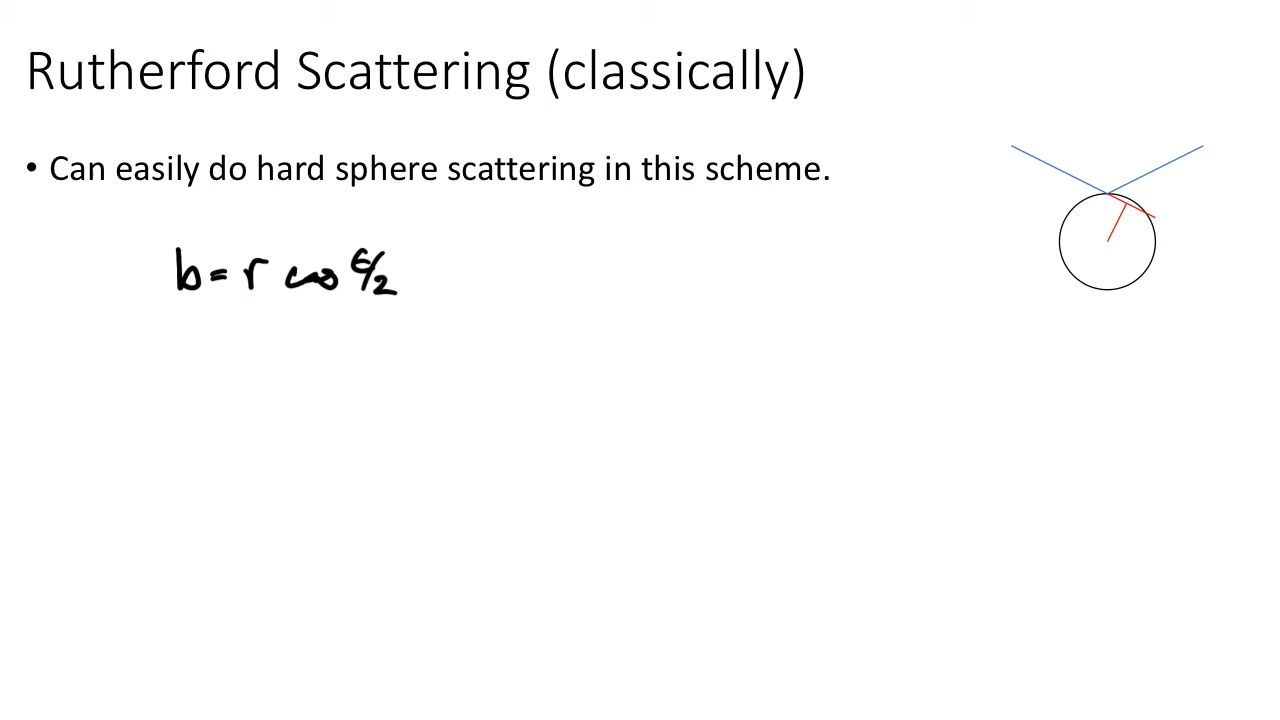 Rutherford Scattering (classically)
• Can easily do hard sphere scattering in this scheme.
b = r cos ϵ/2